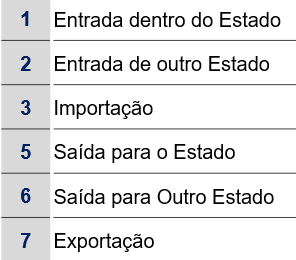 1 Entrada dentro do Estado
2 Entrada de outro Estado
3 Importação
5 Saída para o Estado
6 Saída para Outro Estado
7 Exportação